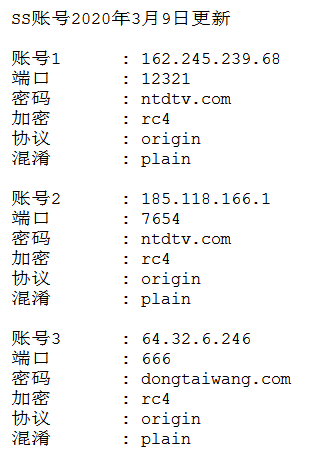 SS账号2020年3月9日更新
账号1 : 162.245.239.68
端口 : 12321
密码 : ntdtv.com
加密 : rc4
协议 : origin
混淆 : plain
账号2 : 185.118.166.1
端口 : 7654
密码 : ntdtv.com
加密 : rc4
协议 : origin
混淆 : plain
账号3 : 64.32.6.246
端口 : 666
密码 : dongtaiwang.com
加密 : rc4
协议 : origin
混淆 : plain